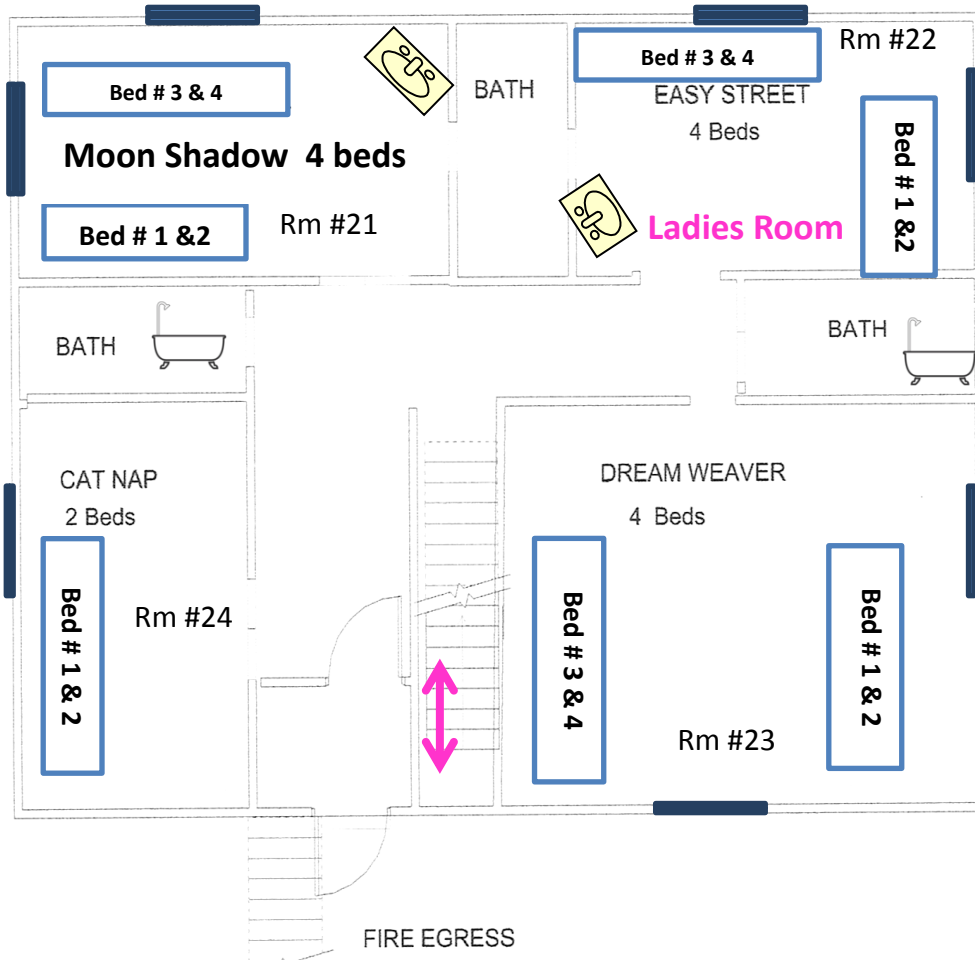 Rm #22
Bed # 3 & 4
Bed # 3 & 4
BATH
EASY STREET
4 Beds
Bed # 1 &2
Moon Shadow 4 beds
Rm #21
Bed # 1 &2
Ladies Room
BATH
BATH
CAT NAP
2 Beds
DREAM WEAVER
4 Beds
Bed # 1 & 2
Rm #24
Bed # 3 & 4
Bed # 1 & 2
Rm #23
FIRE EGRESS